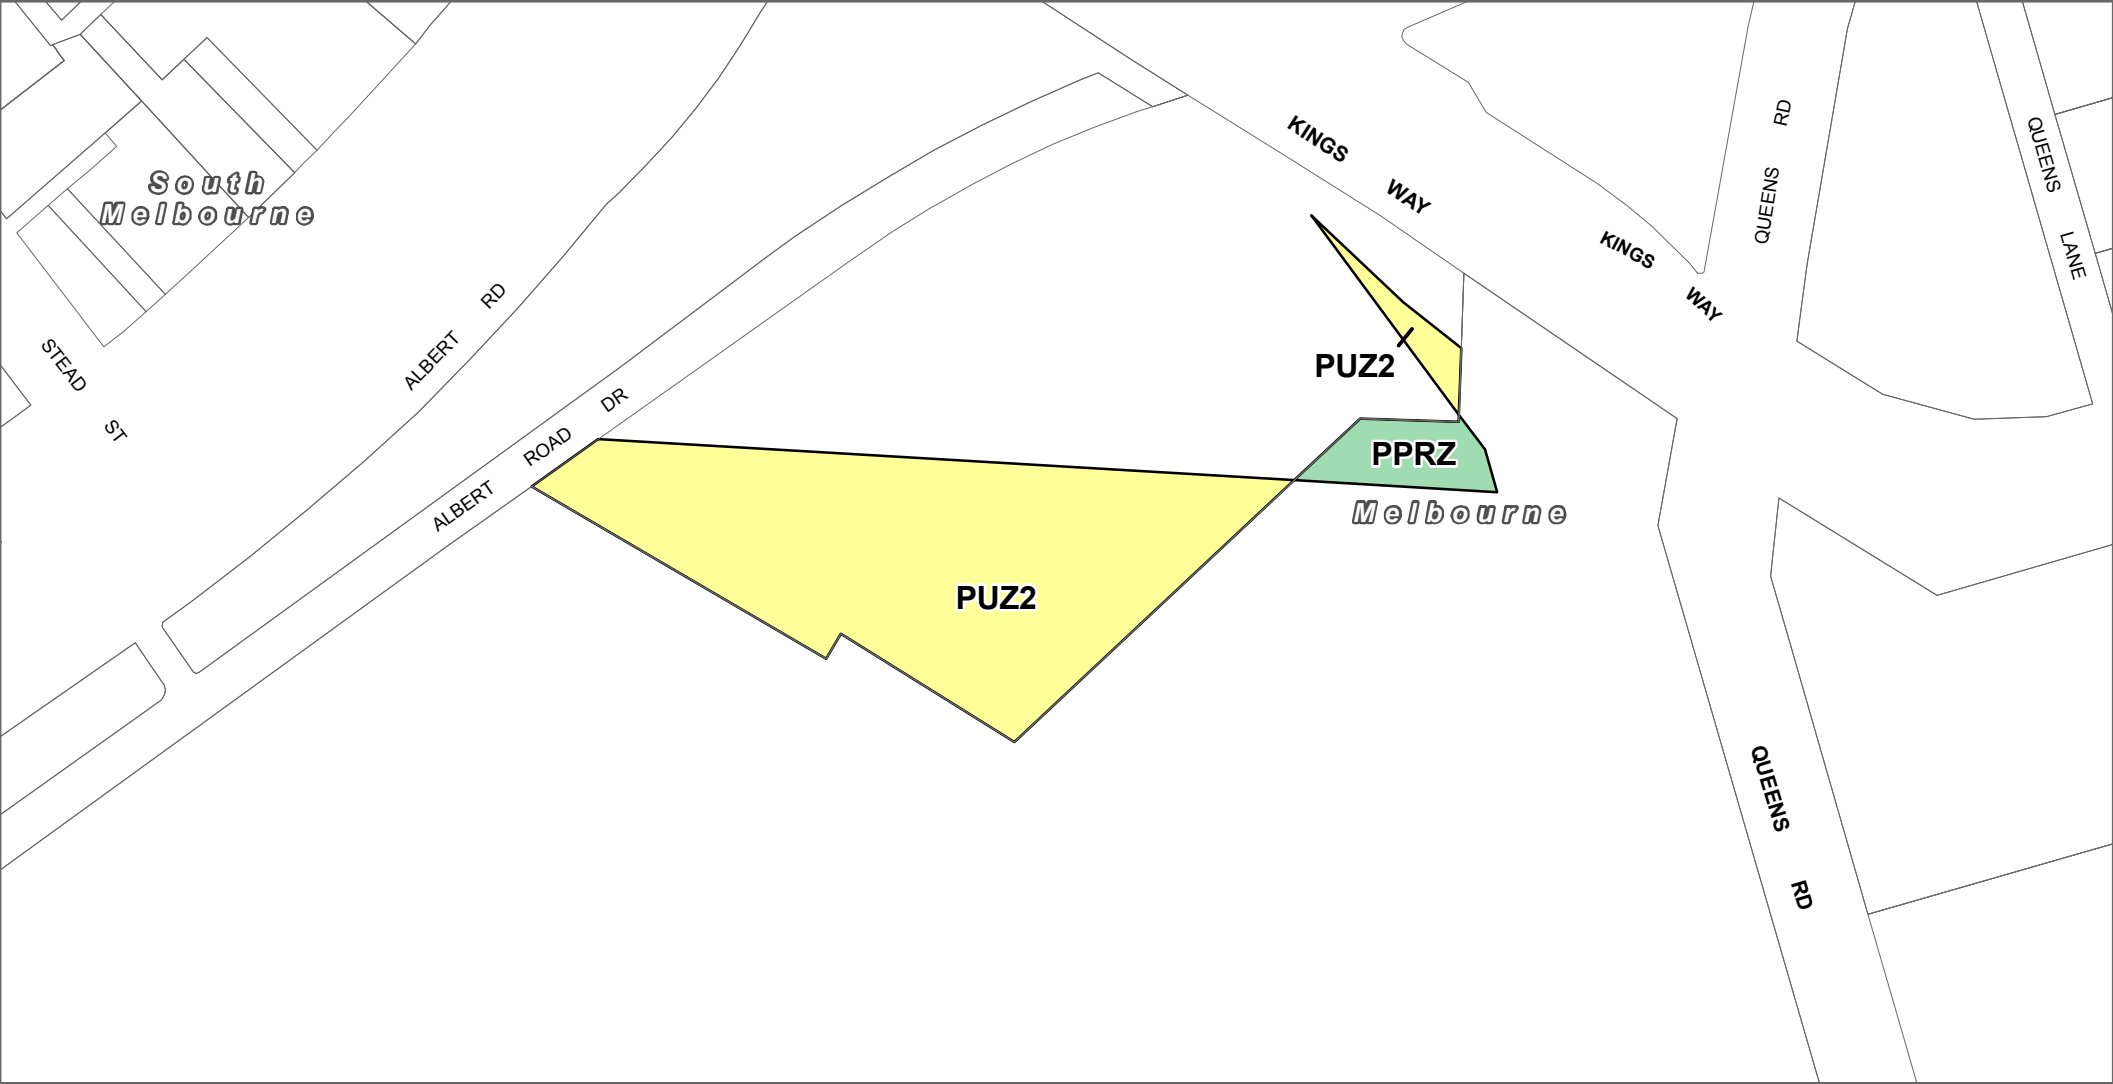 South
Melbourne
STEAD ST
ALBERT RD
ALBERT ROAD DR
KINGS WAY
KINGS WAY
QUEENS RD
QUEENS LANE
PUZ2
PPRZ
Melbourne
PUZ2
QUEENS RD